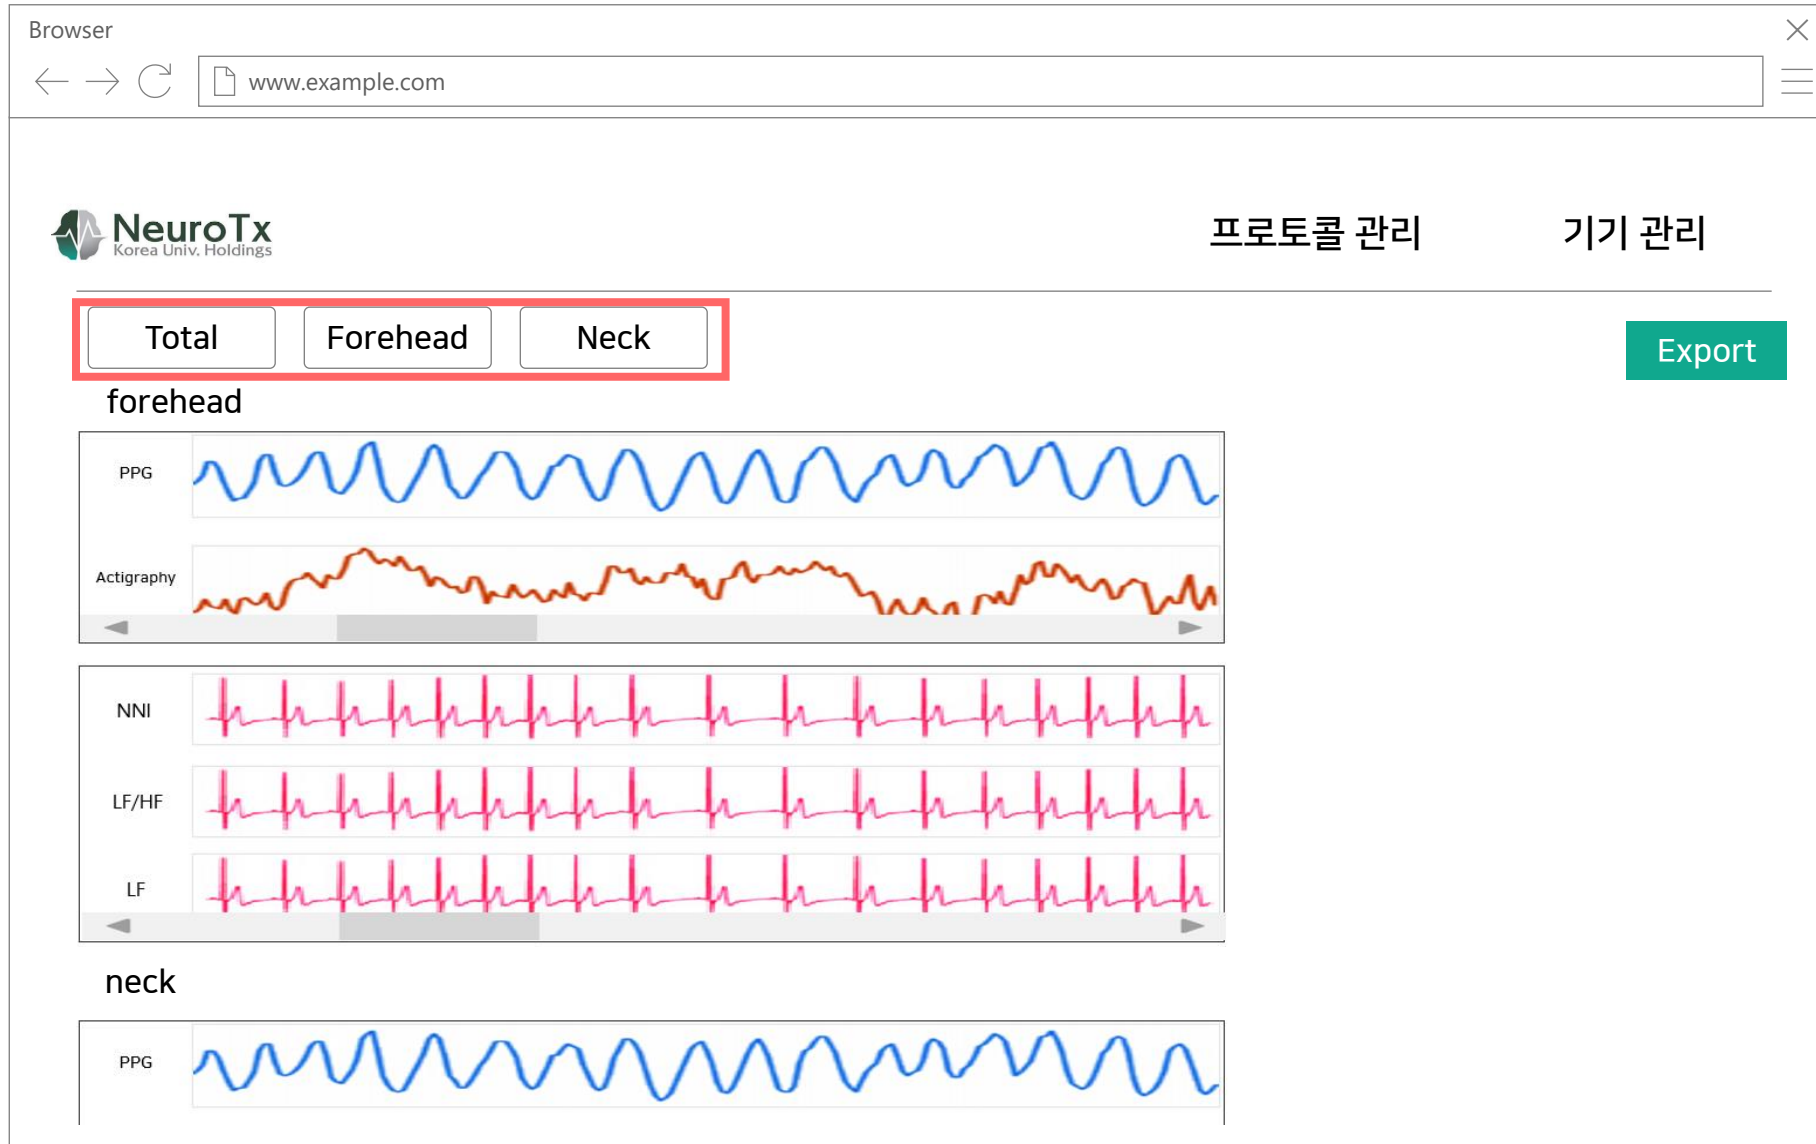 Browser
www.example.com
NeuroTx
Korea Univ. Holdings
프로토콜 관리
기기 관리
Total
Forehead
Neck
Export
forehead
PPG
Actigraphy
NNI
LF/HF
LF
neck
PPG